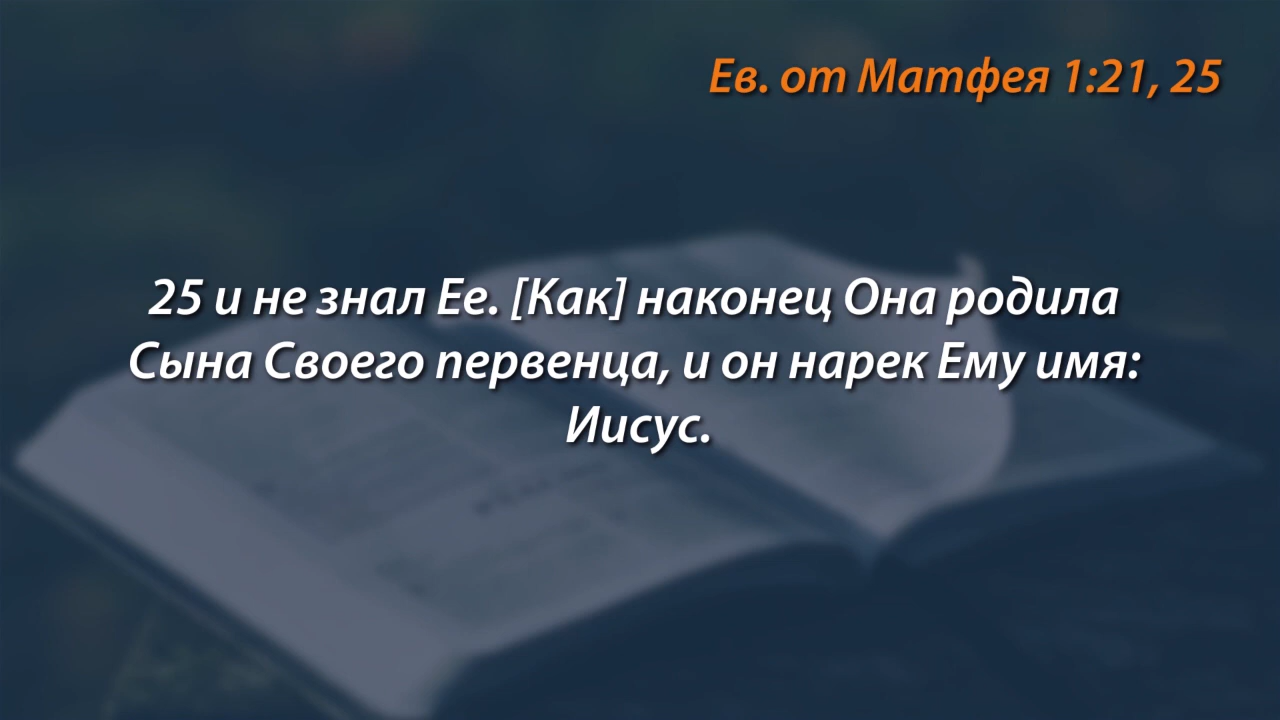 Ев. от Матфея 1:21, 25
25 и не знал Ее. [Как] наконец Она родила
Сына Своего первенца, и он нарек Ему имя:
Иисус.